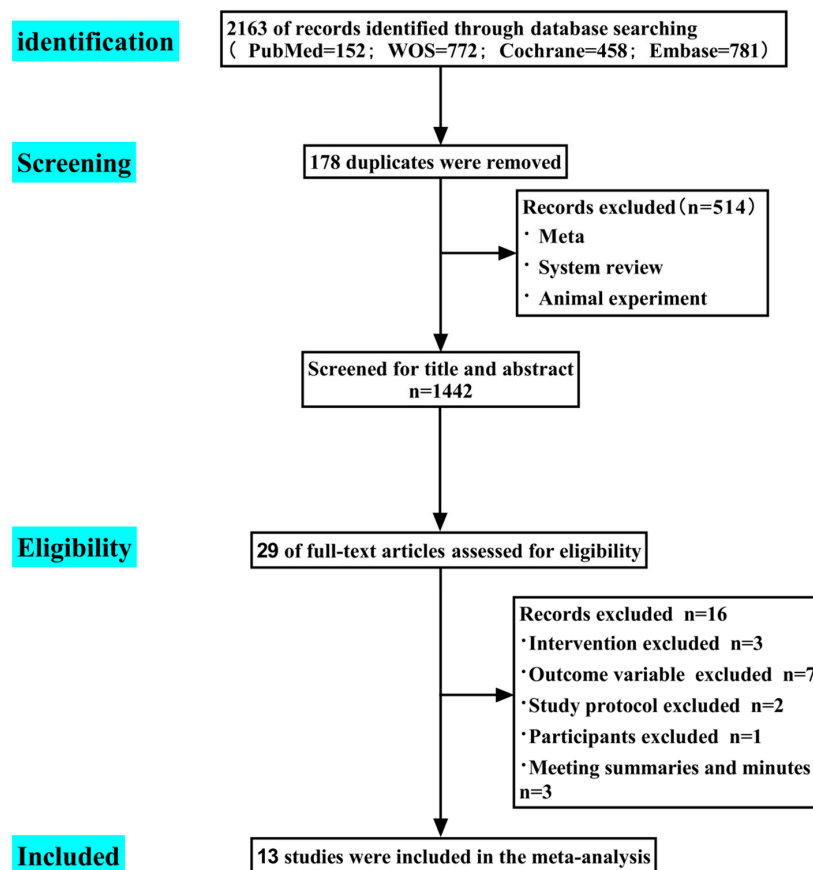 identification
2163 of records identified through database searching
( PubMed=152; WOS=772; Cochrane=458; Embase=781)
Screening
178 duplicates were removed
Records excluded(n=514)
· Meta
· System review
· Animal experiment
Screened for title and abstract
n=1442
Eligibility
29 of full-text articles assessed for eligibility
Records excluded n=16
·Intervention excluded n=3
·Outcome variable excluded n=7
·Study protocol excluded n=2
·Participants excluded n=1
·Meeting summaries and minutes
n=3
Included
13 studies were included in the meta-analysis